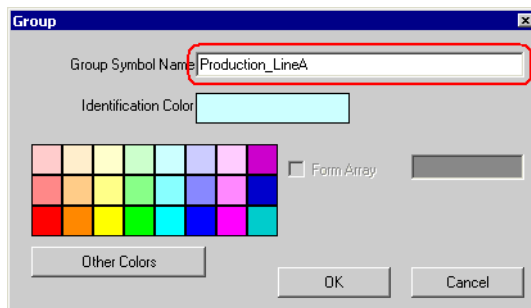 Group
Group Symbol Name Production_LineA
Identification Color
Form Array
Other Colors
OK Cancel